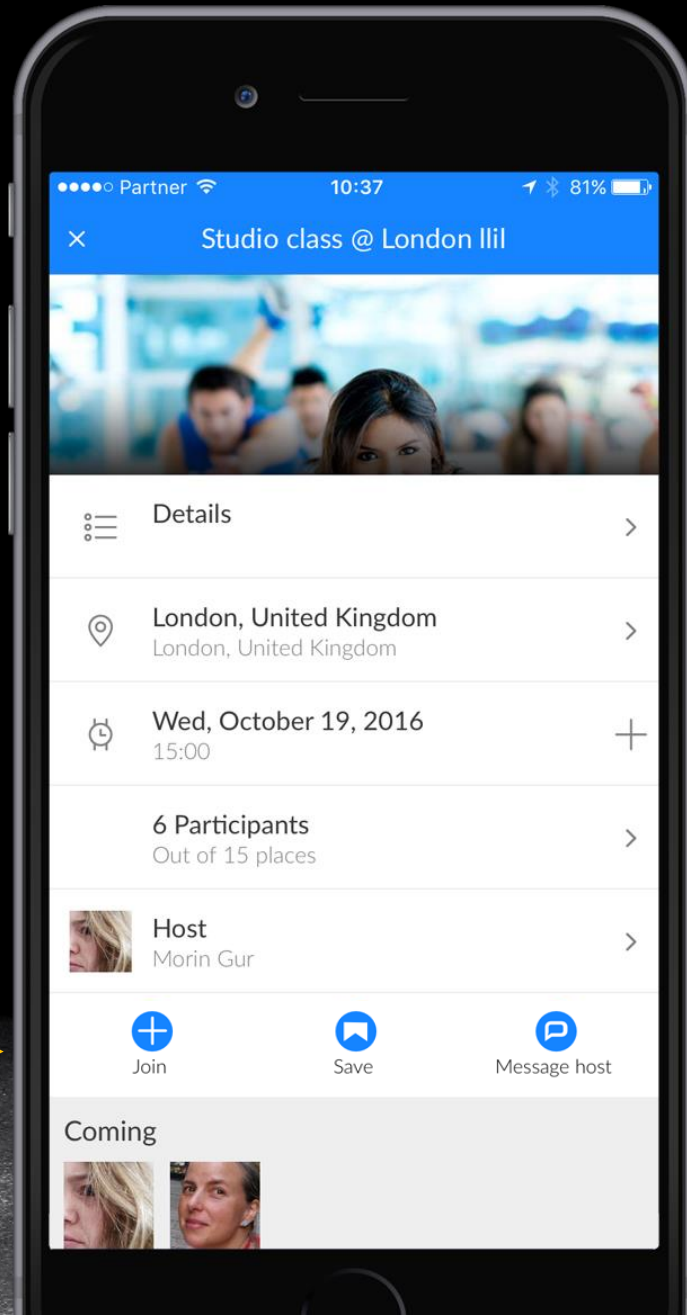 Partner 10:37 81%
Studio class @ London llil
Details
London, United Kingdom
London, United Kingdom
Wed, October 19, 2016
15:00
6 Participants
Out of 15 places
Host
Morin Gur
Join Save Message host
Coming